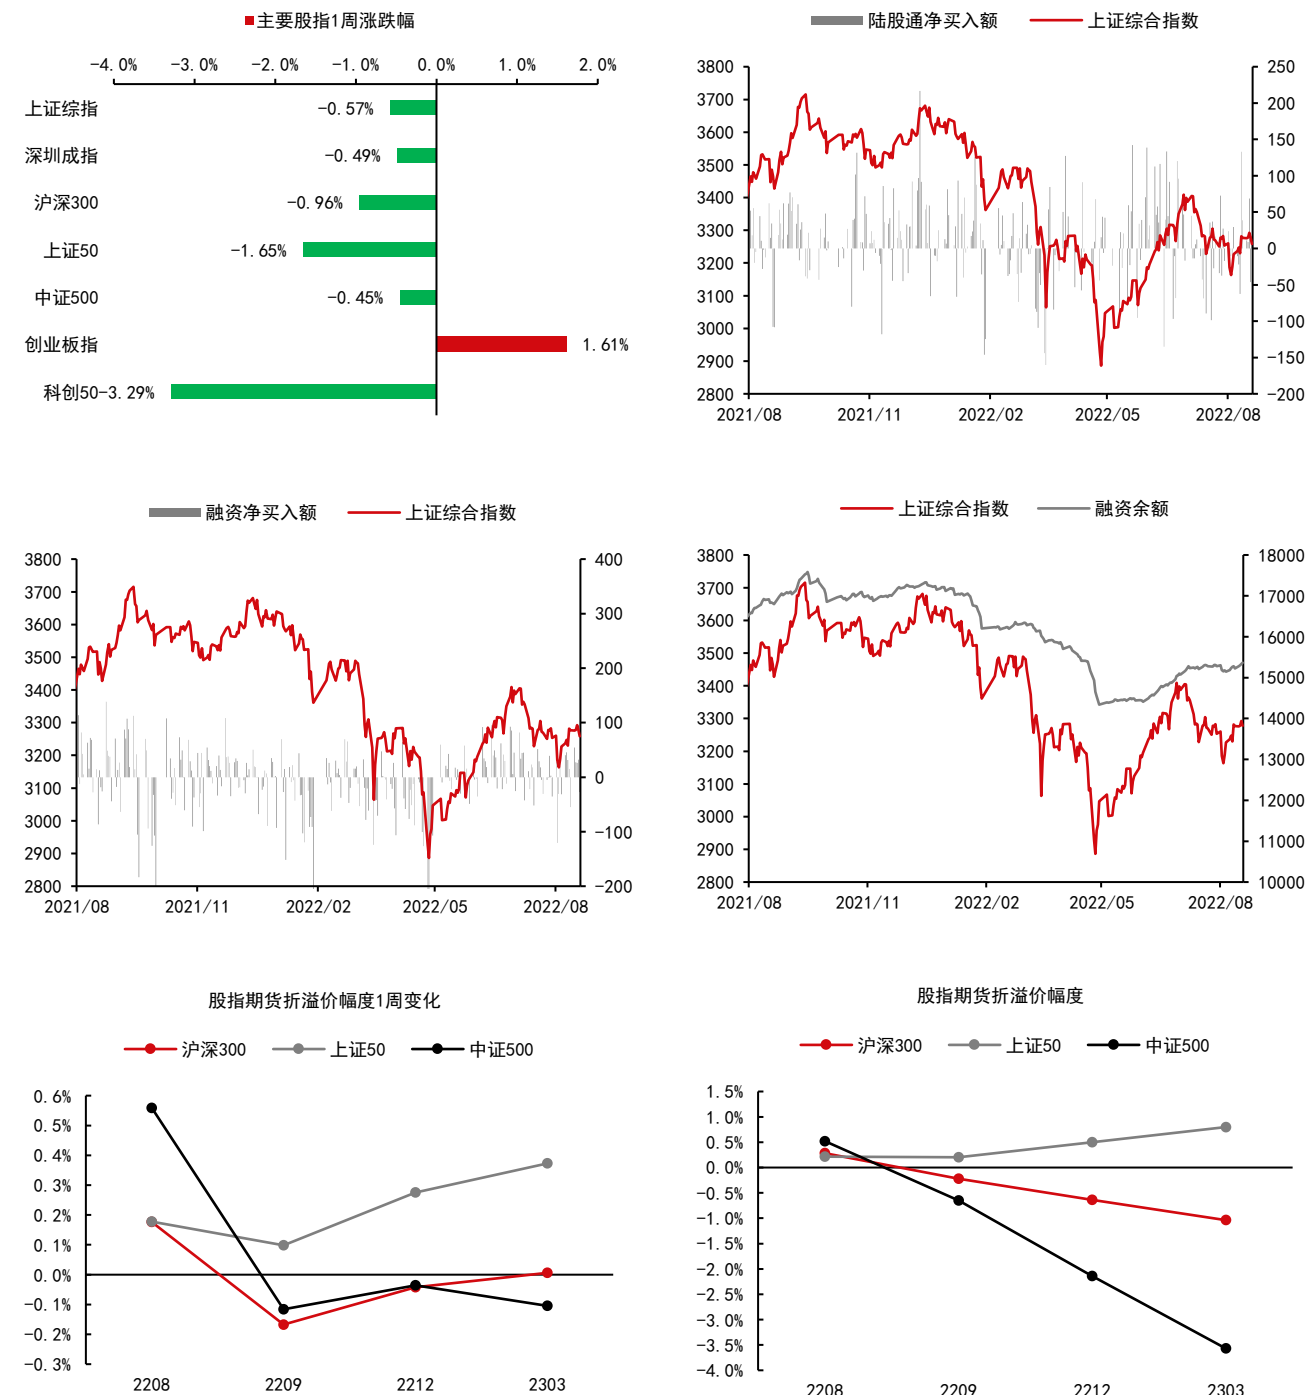 主要股指1周涨跌幅
-4.0% -3.0% -2.0% -1.0% 0.0% 1.0% 2.0%
上证综指 -0.57%
深圳成指 -0.49%
沪深300 -0.96%
上证50 -1.65%
中证500 -0.45%
创业板指 1.61%
科创50 -3.29%
陆股通净买入额 上证综合指数
3800 250
3700 200
3600 150
3500 100
3400 50
3300 0
3200 -50
3100 -100
3000 -150
2900 -200
2800
2021/08 2021/11 2022/02 2022/05 2022/08
融资净买入额 上证综合指数
3800 400
3700 300
3600 200
3500 100
3400 0
3300 -100
3200 -200
3100
3000
2900
2800
2021/08 2021/11 2022/02 2022/05 2022/08
上证综合指数 融资余额
3800 18000
3700 17000
3600 16000
3500 15000
3400 14000
3300 13000
3200 12000
3100 11000
3000 10000
2900
2800
2021/08 2021/11 2022/02 2022/05 2022/08
股指期货折溢价幅度1周变化
沪深300 上证50 中证500
0.6%
0.5%
0.4%
0.3%
0.2%
0.1%
0.0%
-0.1%
-0.2%
-0.3%
2208 2209 2212 2303
股指期货折溢价幅度
沪深300 上证50 中证500
1.5%
1.0%
0.5%
0.0%
-0.5%
-1.0%
-1.5%
-2.0%
-2.5%
-3.0%
-3.5%
-4.0%
2208 2209 2212 2303